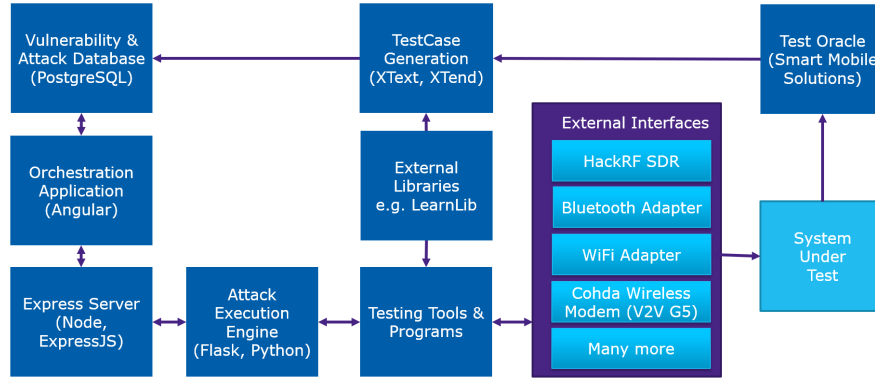 Vulnerability &
Attack Database
(PostgreSQL)
TestCase
Generation
(XText, XTend)
Test Oracle
(Smart Mobile
Solutions)
External Interfaces
HackRF SDR
Bluetooth Adapter
WiFi Adapter
Cohda Wireless
Modem (V2V G5)
Many more
Orchestration
Application
(Angular)
External
Libraries
e.g. LearnLib
System
Under
Test
Express Server
(Node,
ExpressJS)
Attack
Execution
Engine
(Flask, Python)
Testing Tools &
Programs